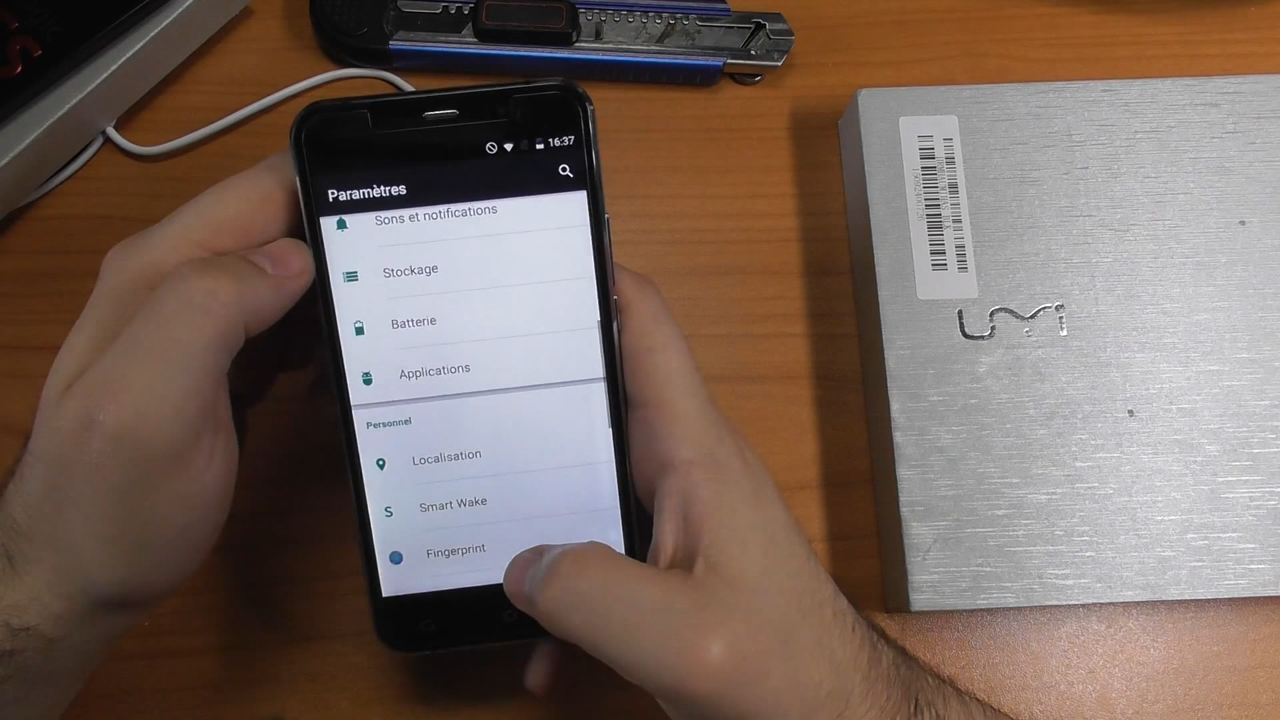 16:37
Paramètres
Sons et notifications
Stockage
Batterie
Applications
Personnel
Localisation
Smart Wake
Fingerprint
umi